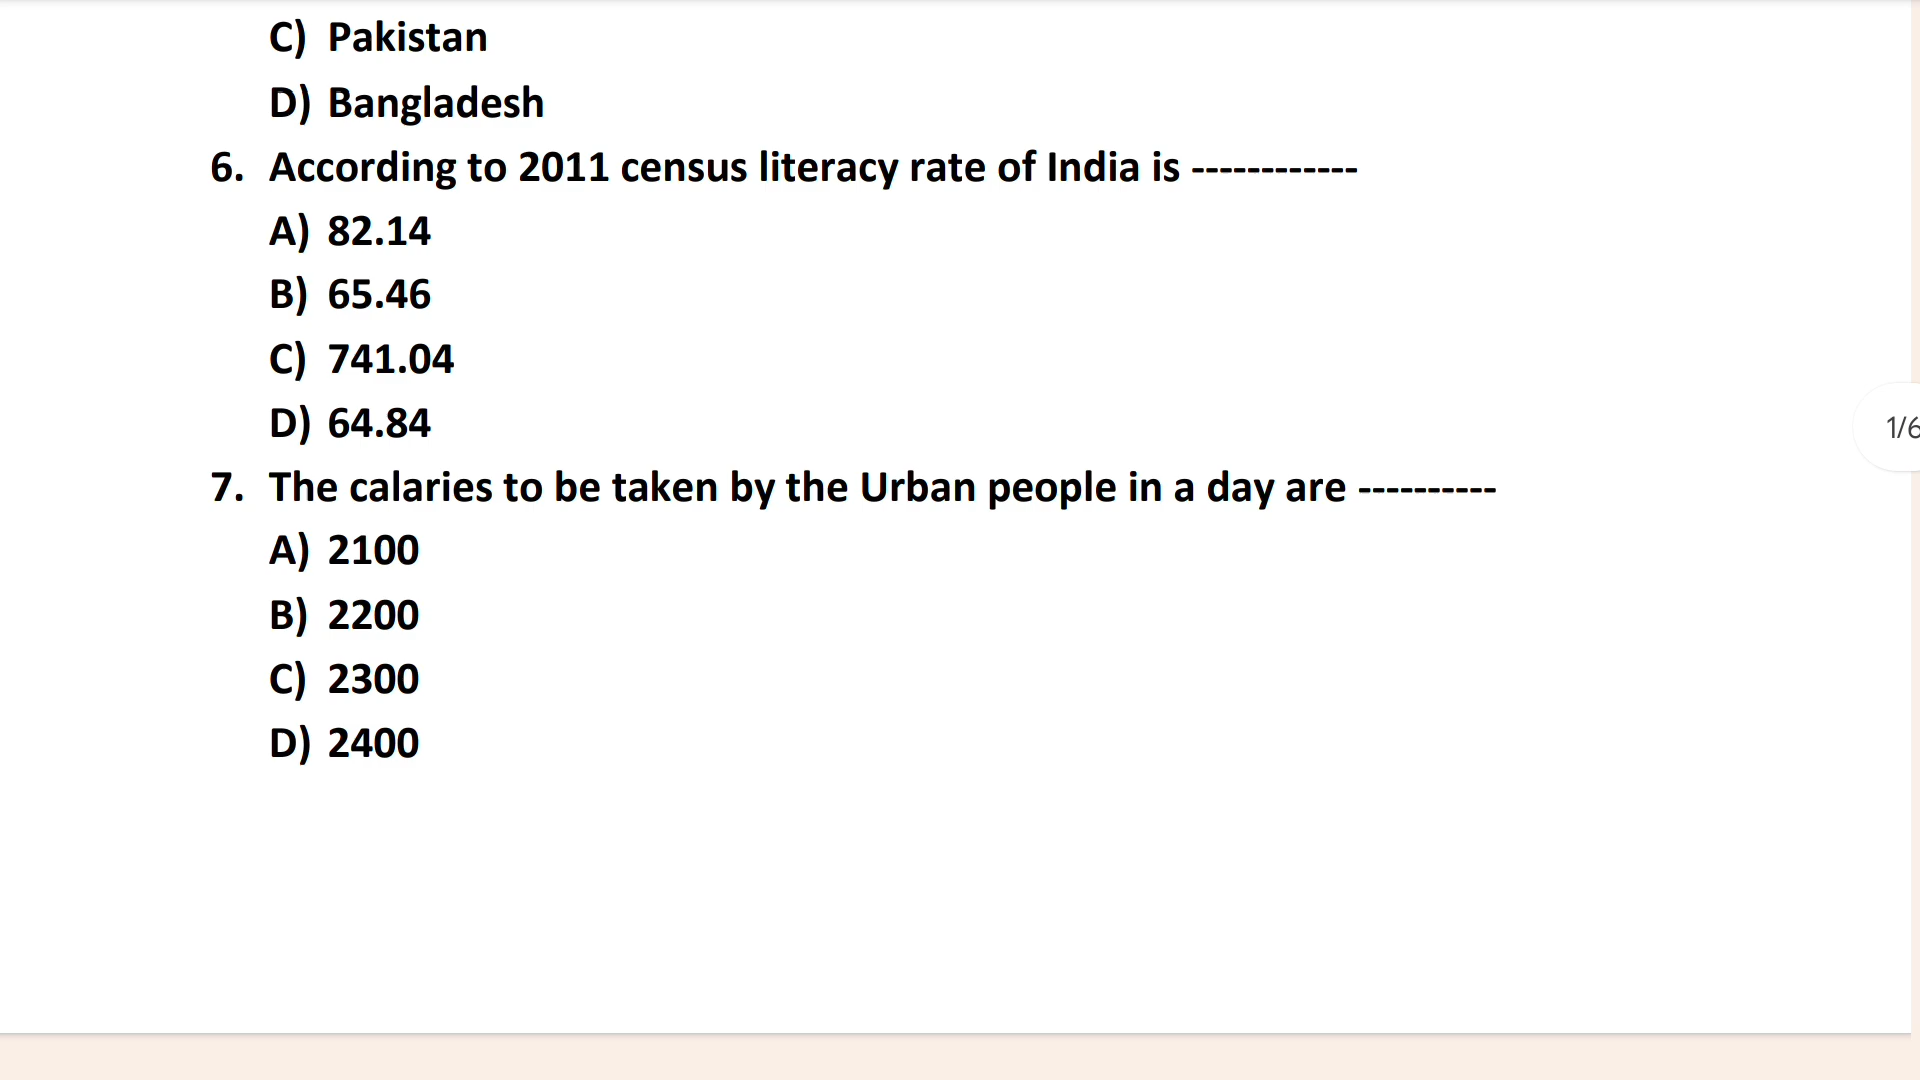 C) Pakistan
D) Bangladesh
6. According to 2011 census literacy rate of India is ------------
A) 82.14
B) 65.46
C) 741.04
D) 64.84
1/6
7. The calaries to be taken by the Urban people in a day are ----------
A) 2100
B) 2200
C) 2300
D) 2400